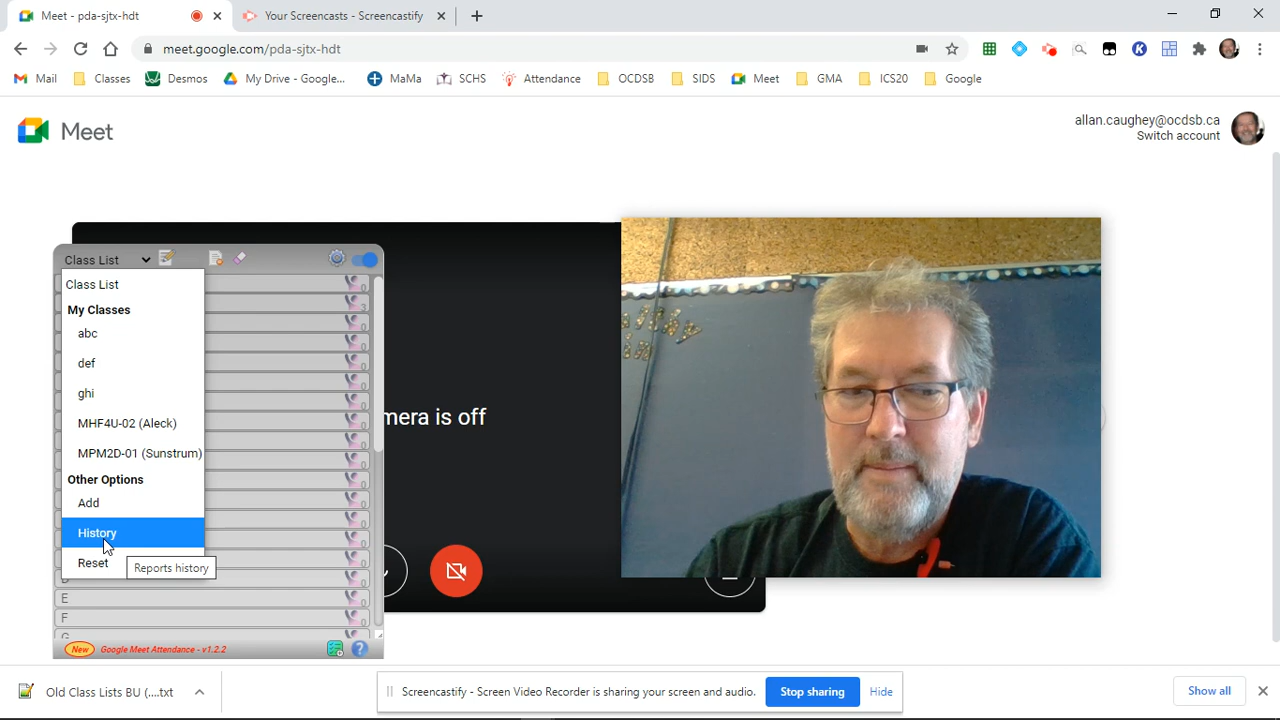 Meet - pda-sjtx-hdt
Your Screencasts - Screencastify
meet.google.com/pda-sjtx-hdt
Mail
Classes
Desmos
My Drive - Google...
MaMa
SCHS
Attendance
OCDSB
SIDS
Meet
GMA
ICS20
Google
Meet
allan.caughey@ocdsb.ca
Switch account
Class List
Class List
My Classes
abc
def
ghi
MHF4U-02 (Aleck)
MPM2D-01 (Sunstrum)
Other Options
Add
History
Reset
Reports history
E
F
G
mera is off
New Google Meet Attendance - v1.2.2
Old Class Lists BU (....txt
Screencastify - Screen Video Recorder is sharing your screen and audio.
Stop sharing
Hide
Show all